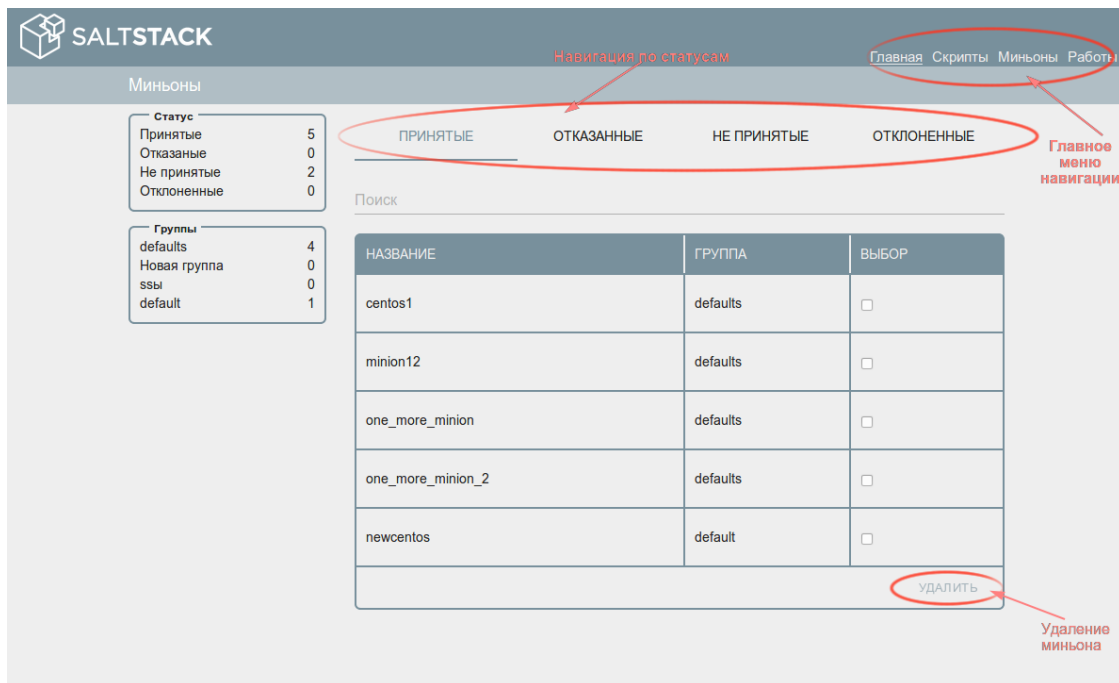 SALTSTACK
Навигация по статусам
Главная Скрипты Миньоны Работы
Миньоны
Главное
меню
навигации
Статус
Принятые 5
Отказаные 0
Не принятые 2
Отклоненные 0
Группы
defaults 4
Новая группа 0
ssы 0
default 1
ПРИНЯТЫЕ ОТКАЗАННЫЕ НЕ ПРИНЯТЫЕ ОТКЛОНЕННЫЕ
Поиск
НАЗВАНИЕ ГРУППА ВЫБОР
centos1 defaults
minion12 defaults
one_more_minion defaults
one_more_minion_2 defaults
newcentos default
УДАЛИТЬ
Удаление
миньона